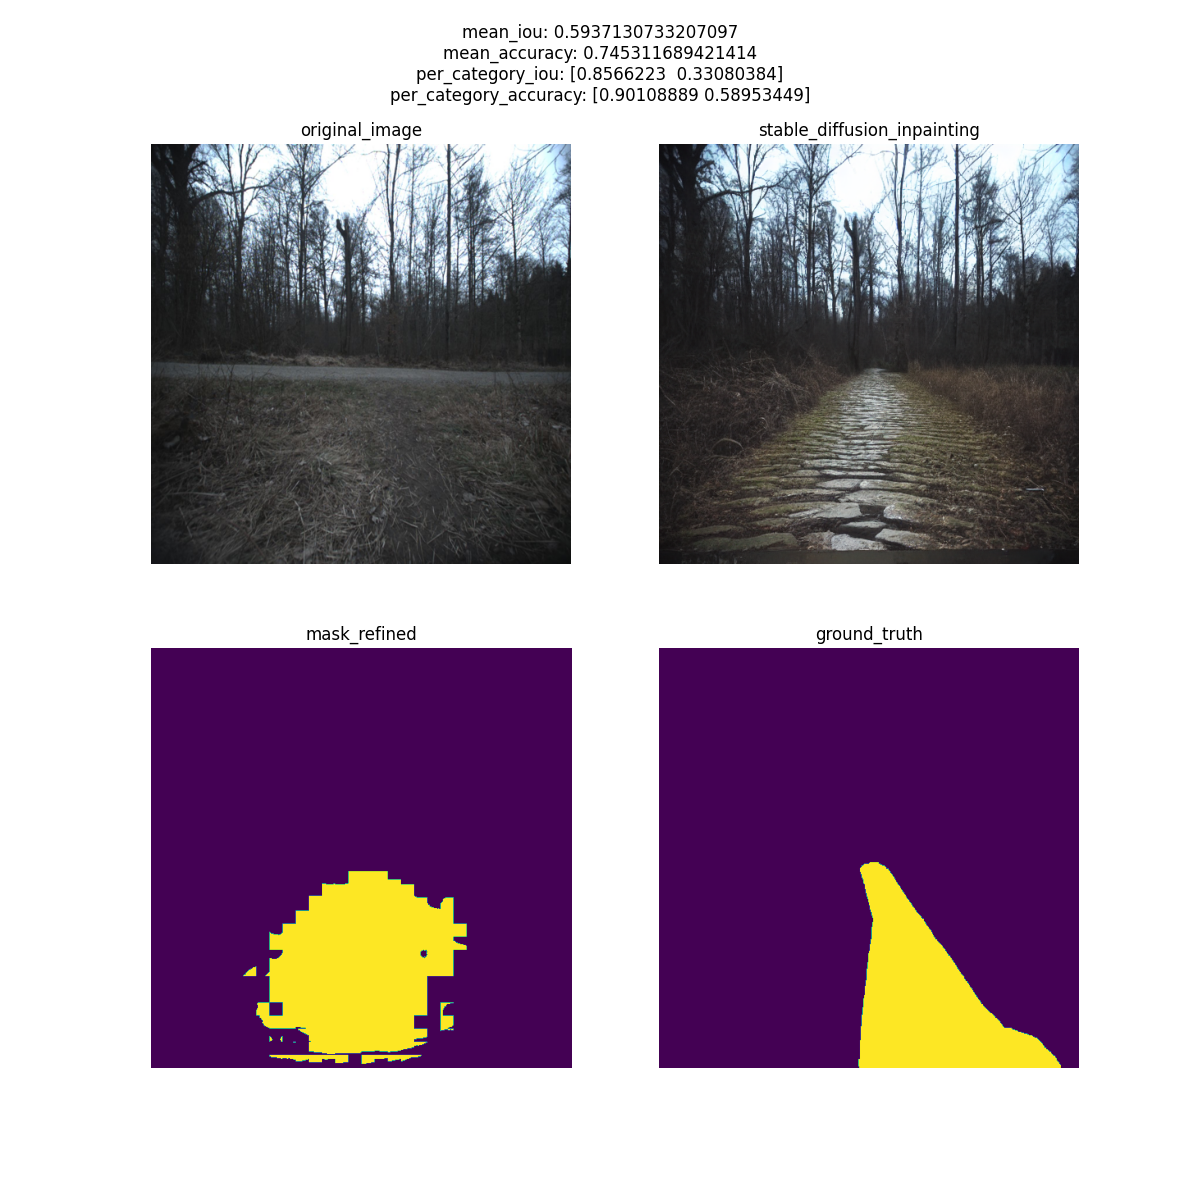 mean_iou: 0.5937130733207097
mean_accuracy: 0.745311689421414
per_category_iou: [0.8566223  0.33080384]
per_category_accuracy: [0.90108889 0.58953449]
original_image
stable_diffusion_inpainting
mask_refined
ground_truth